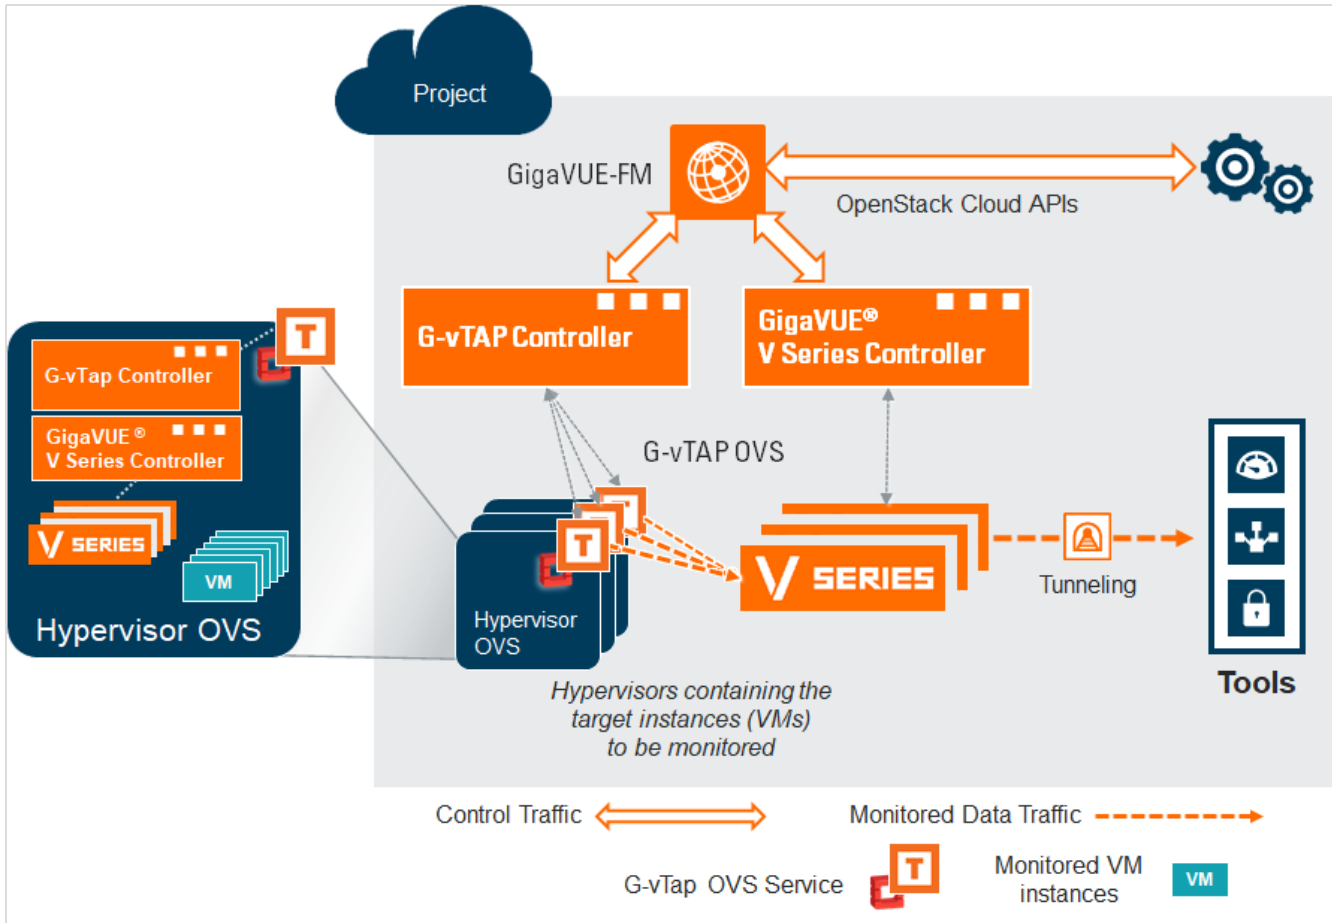 Project
GigaVUE-FM
OpenStack Cloud APIs
G-vTAP Controller
GigaVUE®
V Series Controller
T
G-vTap Controller
GigaVUE ®
V Series Controller
V SERIES
VM
Hypervisor OVS
G-vTAP OVS
T
Hypervisor
OVS
V SERIES
Tunneling
Tools
Hypervisors containing the
target instances (VMs)
to be monitored
Control Traffic
Monitored Data Traffic
G-vTap OVS Service
T
Monitored VM
instances
VM